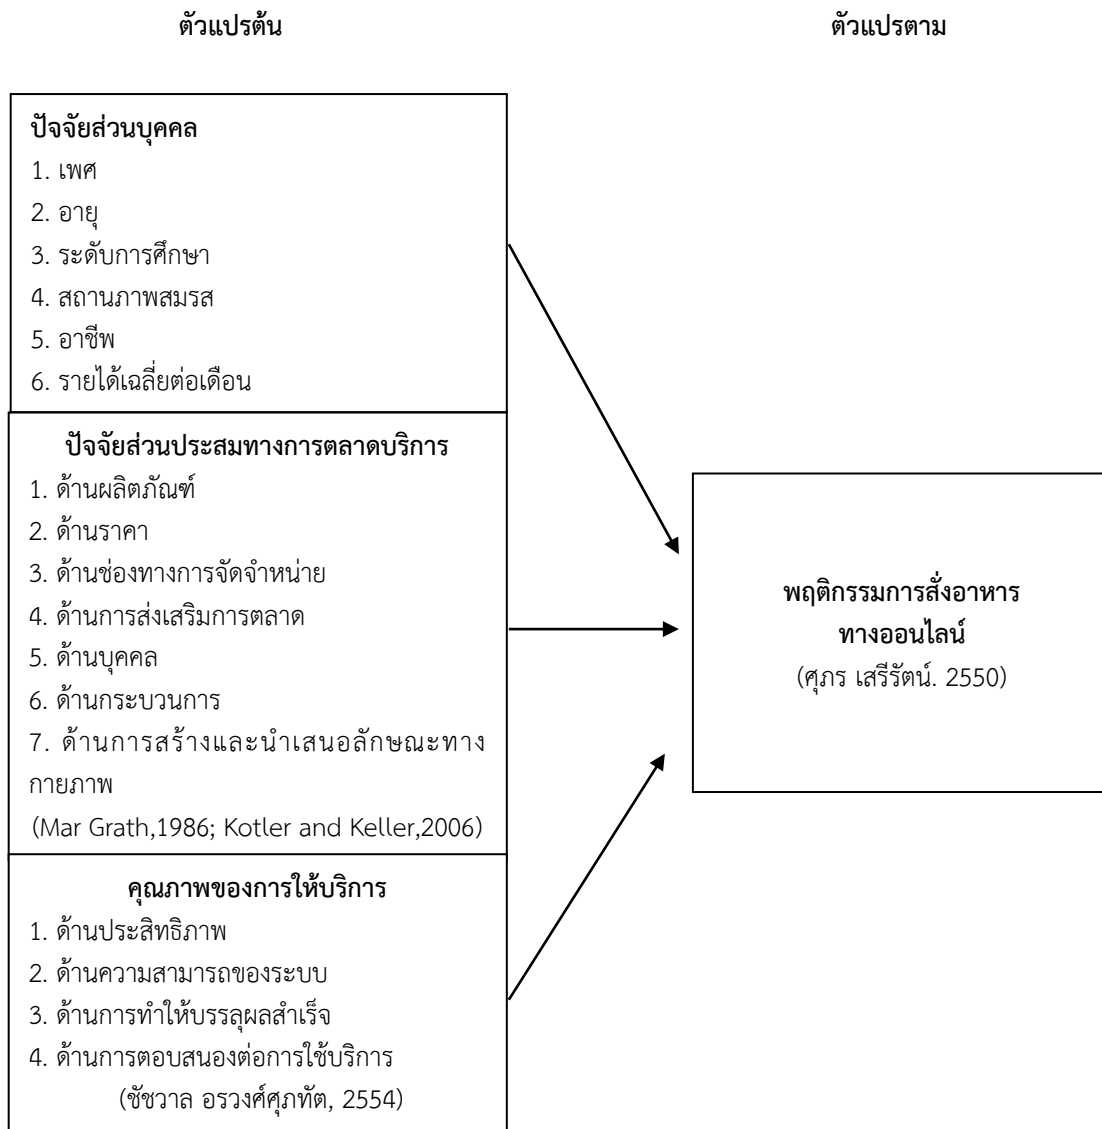 ตัวแปรต้น
ตัวแปรตาม
ปัจจัยส่วนบุคคล
1. เพศ
2. อายุ
3. ระดับการศึกษา
4. สถานภาพสมรส
5. อาชีพ
6. รายได้เฉลี่ยต่อเดือน
ปัจจัยส่วนประสมทางการตลาดบริการ
1. ด้านผลิตภัณฑ์
2. ด้านราคา
3. ด้านช่องทางการจัดจำหน่าย
4. ด้านการส่งเสริมการตลาด
5. ด้านบุคคล
6. ด้านกระบวนการ
7. ด้านการสร้างและนำเสนอลักษณะทาง
กายภาพ
(Mar Grath,1986; Kotler and Keller,2006)
คุณภาพของการให้บริการ
1. ด้านประสิทธิภาพ
2. ด้านความสามารถของระบบ
3. ด้านการทำให้บรรลุผลสำเร็จ
4. ด้านการตอบสนองต่อการใช้บริการ
(ชัชวาล อรวงศ์ศุภทัต, 2554)
พฤติกรรมการสั่งอาหาร
ทางออนไลน์
(ศุภร เสรีรัตน์. 2550)